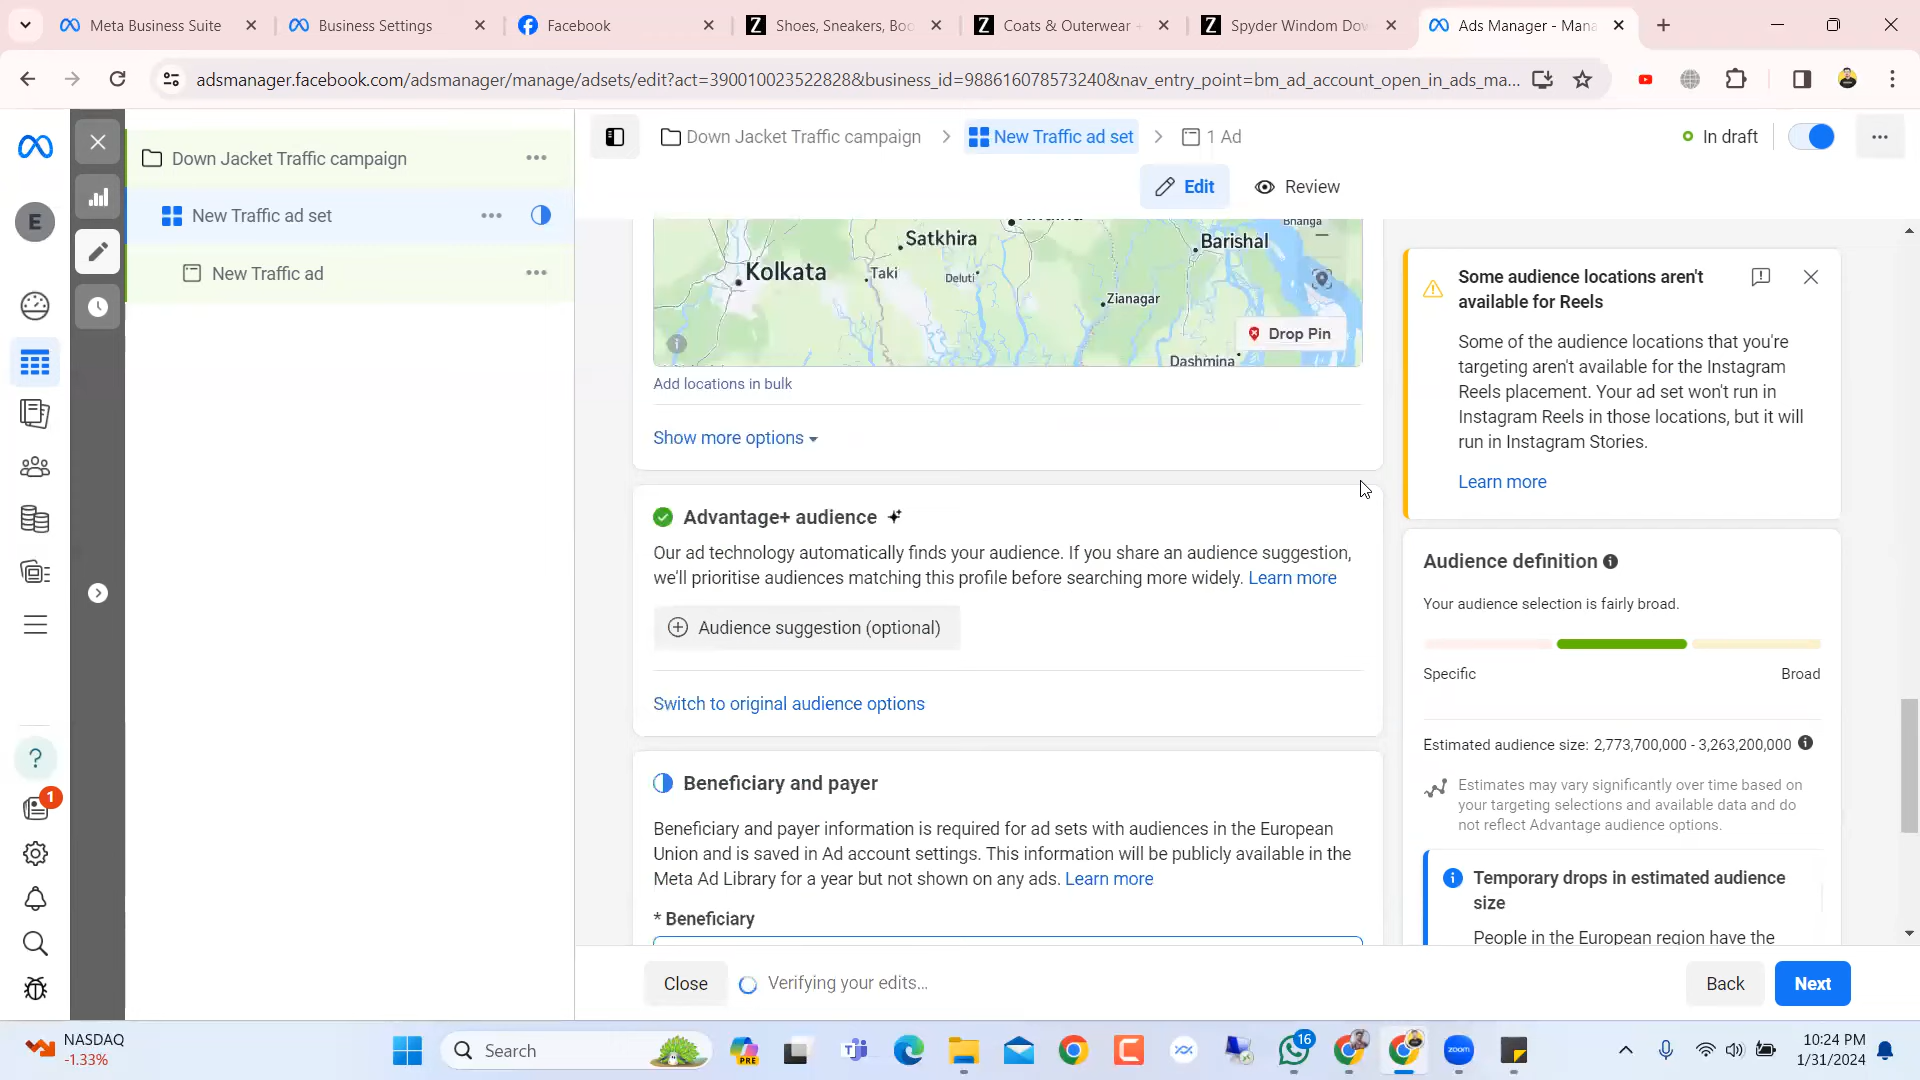 Meta Business Suite
Business Settings
Facebook
Shoes, Sneakers, Boo
Coats & Outerwear
Spyder Windom Dov
Ads Manager - Mana
adsmanager.facebook.com/adsmanager/manage/adsets/edit?act=390010023522828&business_id=988616078573240&nav_entry_point=bm_ad_account_open_in_ads_ma...
Down Jacket Traffic campaign
New Traffic ad set
New Traffic ad
E
1
Down Jacket Traffic campaign
New Traffic ad set
1 Ad
In draft
Edit
Review
Satkhira
Bhanga
Barishal
Kolkata
Taki
Deluti
Zianagar
Drop Pin
Dashmina
Add locations in bulk
Show more options
Advantage+ audience
Our ad technology automatically finds your audience. If you share an audience suggestion,
we'll prioritise audiences matching this profile before searching more widely. Learn more
Audience suggestion (optional)
Switch to original audience options
Beneficiary and payer
Beneficiary and payer information is required for ad sets with audiences in the European
Union and is saved in Ad account settings. This information will be publicly available in the
Meta Ad Library for a year but not shown on any ads. Learn more
* Beneficiary
Some audience locations aren't
available for Reels
Some of the audience locations that you're
targeting aren't available for the Instagram
Reels placement. Your ad set won't run in
Instagram Reels in those locations, but it will
run in Instagram Stories.
Learn more
Audience definition
Your audience selection is fairly broad.
Specific
Broad
Estimated audience size: 2,773,700,000 - 3,263,200,000
Estimates may vary significantly over time based on
your targeting selections and available data and do
not reflect Advantage audience options.
Temporary drops in estimated audience
size
People in the European region have the
Close
Verifying your edits...
Back
Next
NASDAQ
-1.33%
Search
PRE
16
zoom
10:24 PM
1/31/2024